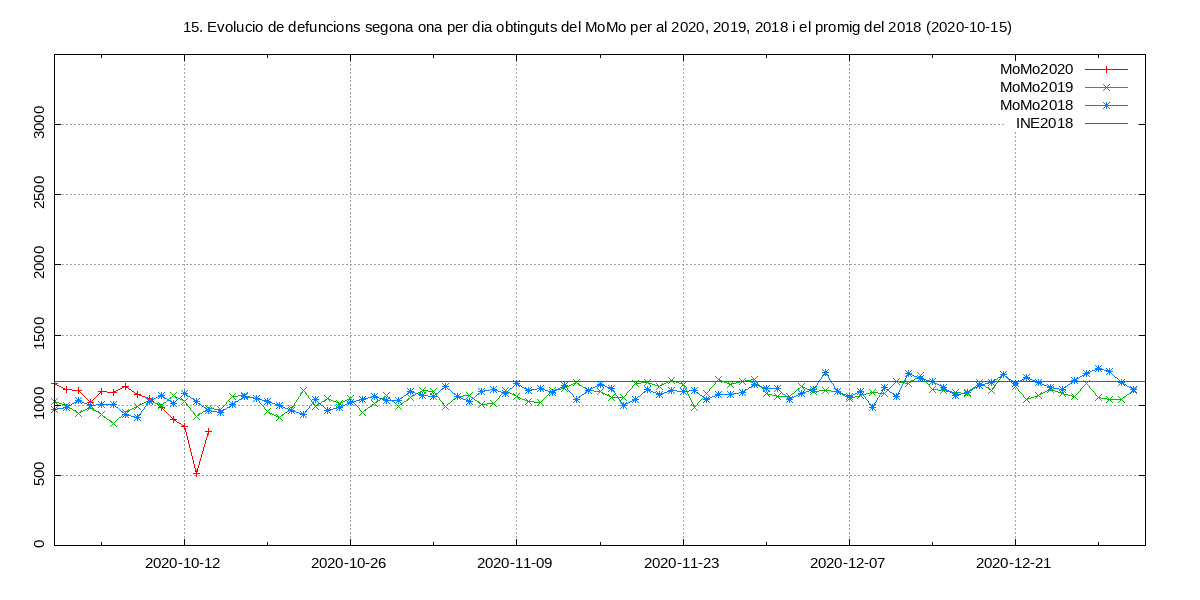 15. Evolucio de defuncions segona ona per dia obtinguts del MoMo per al 2020, 2019, 2018 i el promig del 2018 (2020-10-15)
MoMo2020
MoMo2019
MoMo2018
INE2018
3000
2500
2000
1500
1000
500
0
2020-10-12 2020-10-26 2020-11-09 2020-11-23 2020-12-07 2020-12-21